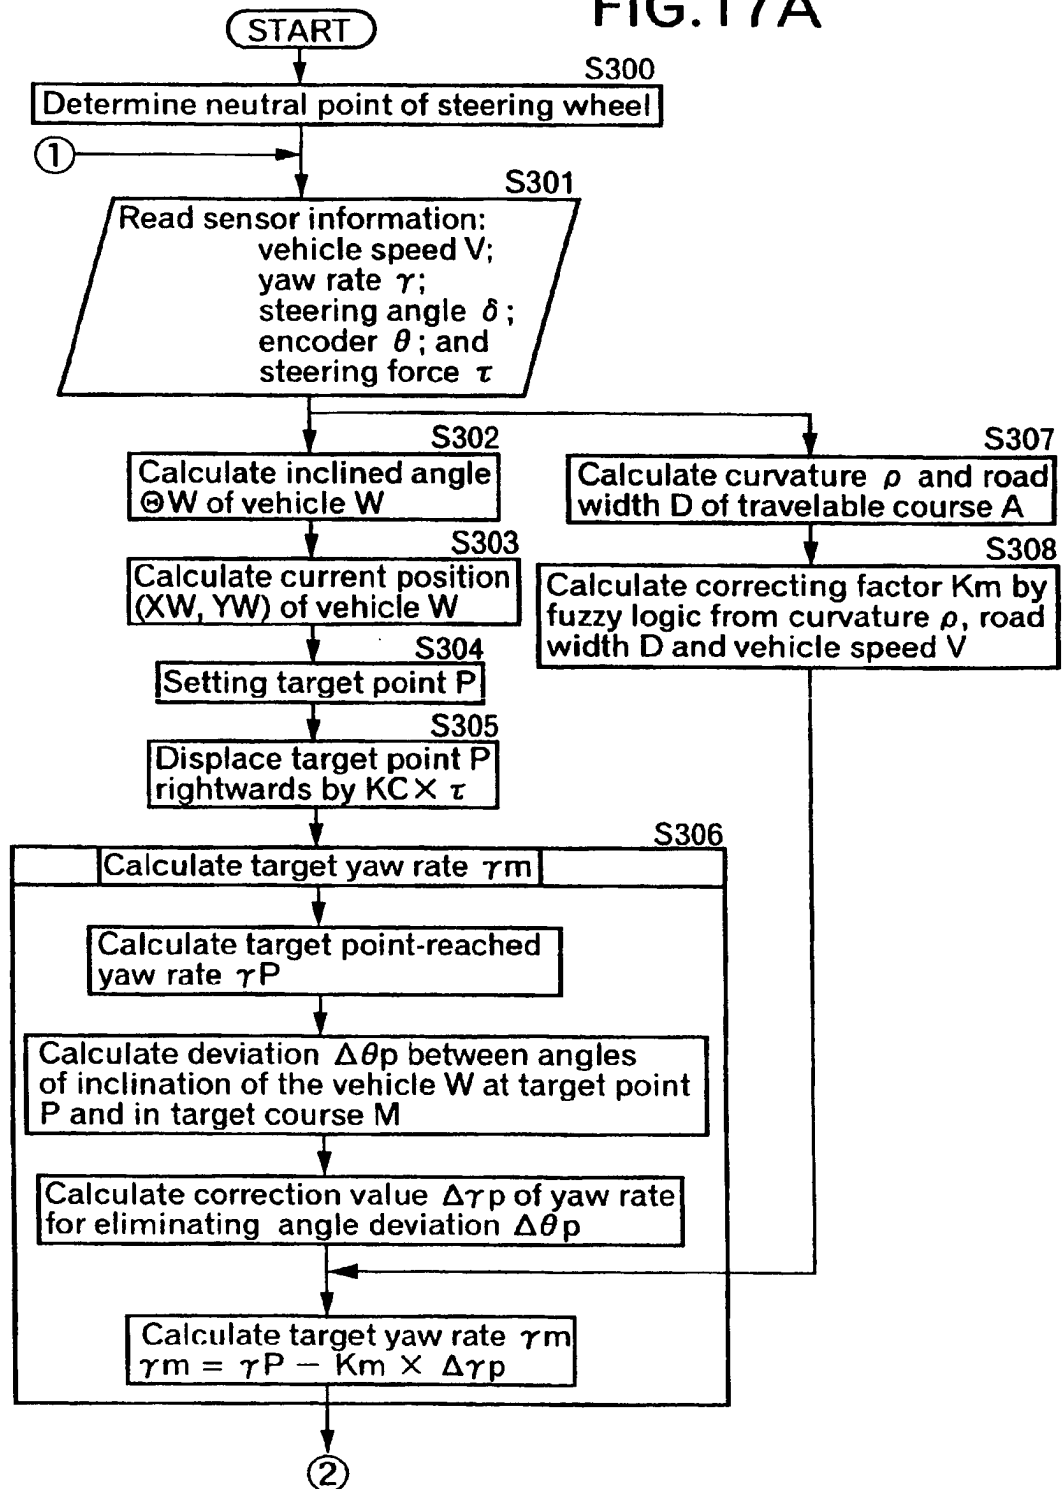 FIG. 17A
START
S300
Determine neutral point of steering wheel
①
S301
Read sensor information:
vehicle speed V;
yaw rate γ;
steering angle δ;
encoder θ; and
steering force τ
S302
Calculate inclined angle
ΘW of vehicle W
S303
Calculate current position
(XW, YW) of vehicle W
S304
Setting target point P
S305
Displace target point P
rightwards by KC × τ
S307
Calculate curvature ρ and road
width D of travelable course A
S308
Calculate correcting factor Km by
fuzzy logic from curvature ρ, road
width D and vehicle speed V
S306
Calculate target yaw rate γm
Calculate target point-reached
yaw rate γP
Calculate deviation Δθp between angles
of inclination of the vehicle W at target point
P and in target course M
Calculate correction value Δγp of yaw rate
for eliminating angle deviation Δθp
Calculate target yaw rate γm
γm = γP − Km × Δγp
②